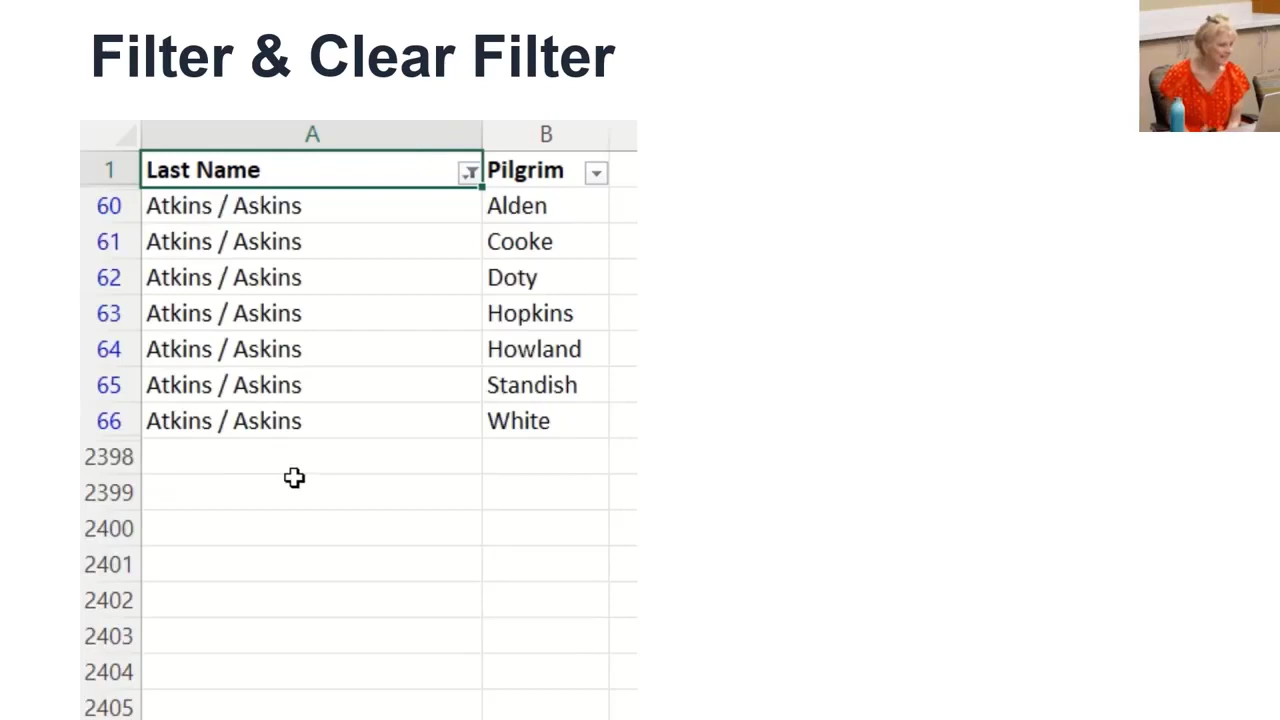 Filter & Clear Filter
A B
1 Last Name Pilgrim
60 Atkins / Askins Alden
61 Atkins / Askins Cooke
62 Atkins / Askins Doty
63 Atkins / Askins Hopkins
64 Atkins / Askins Howland
65 Atkins / Askins Standish
66 Atkins / Askins White
2398
2399
2400
2401
2402
2403
2404
2405